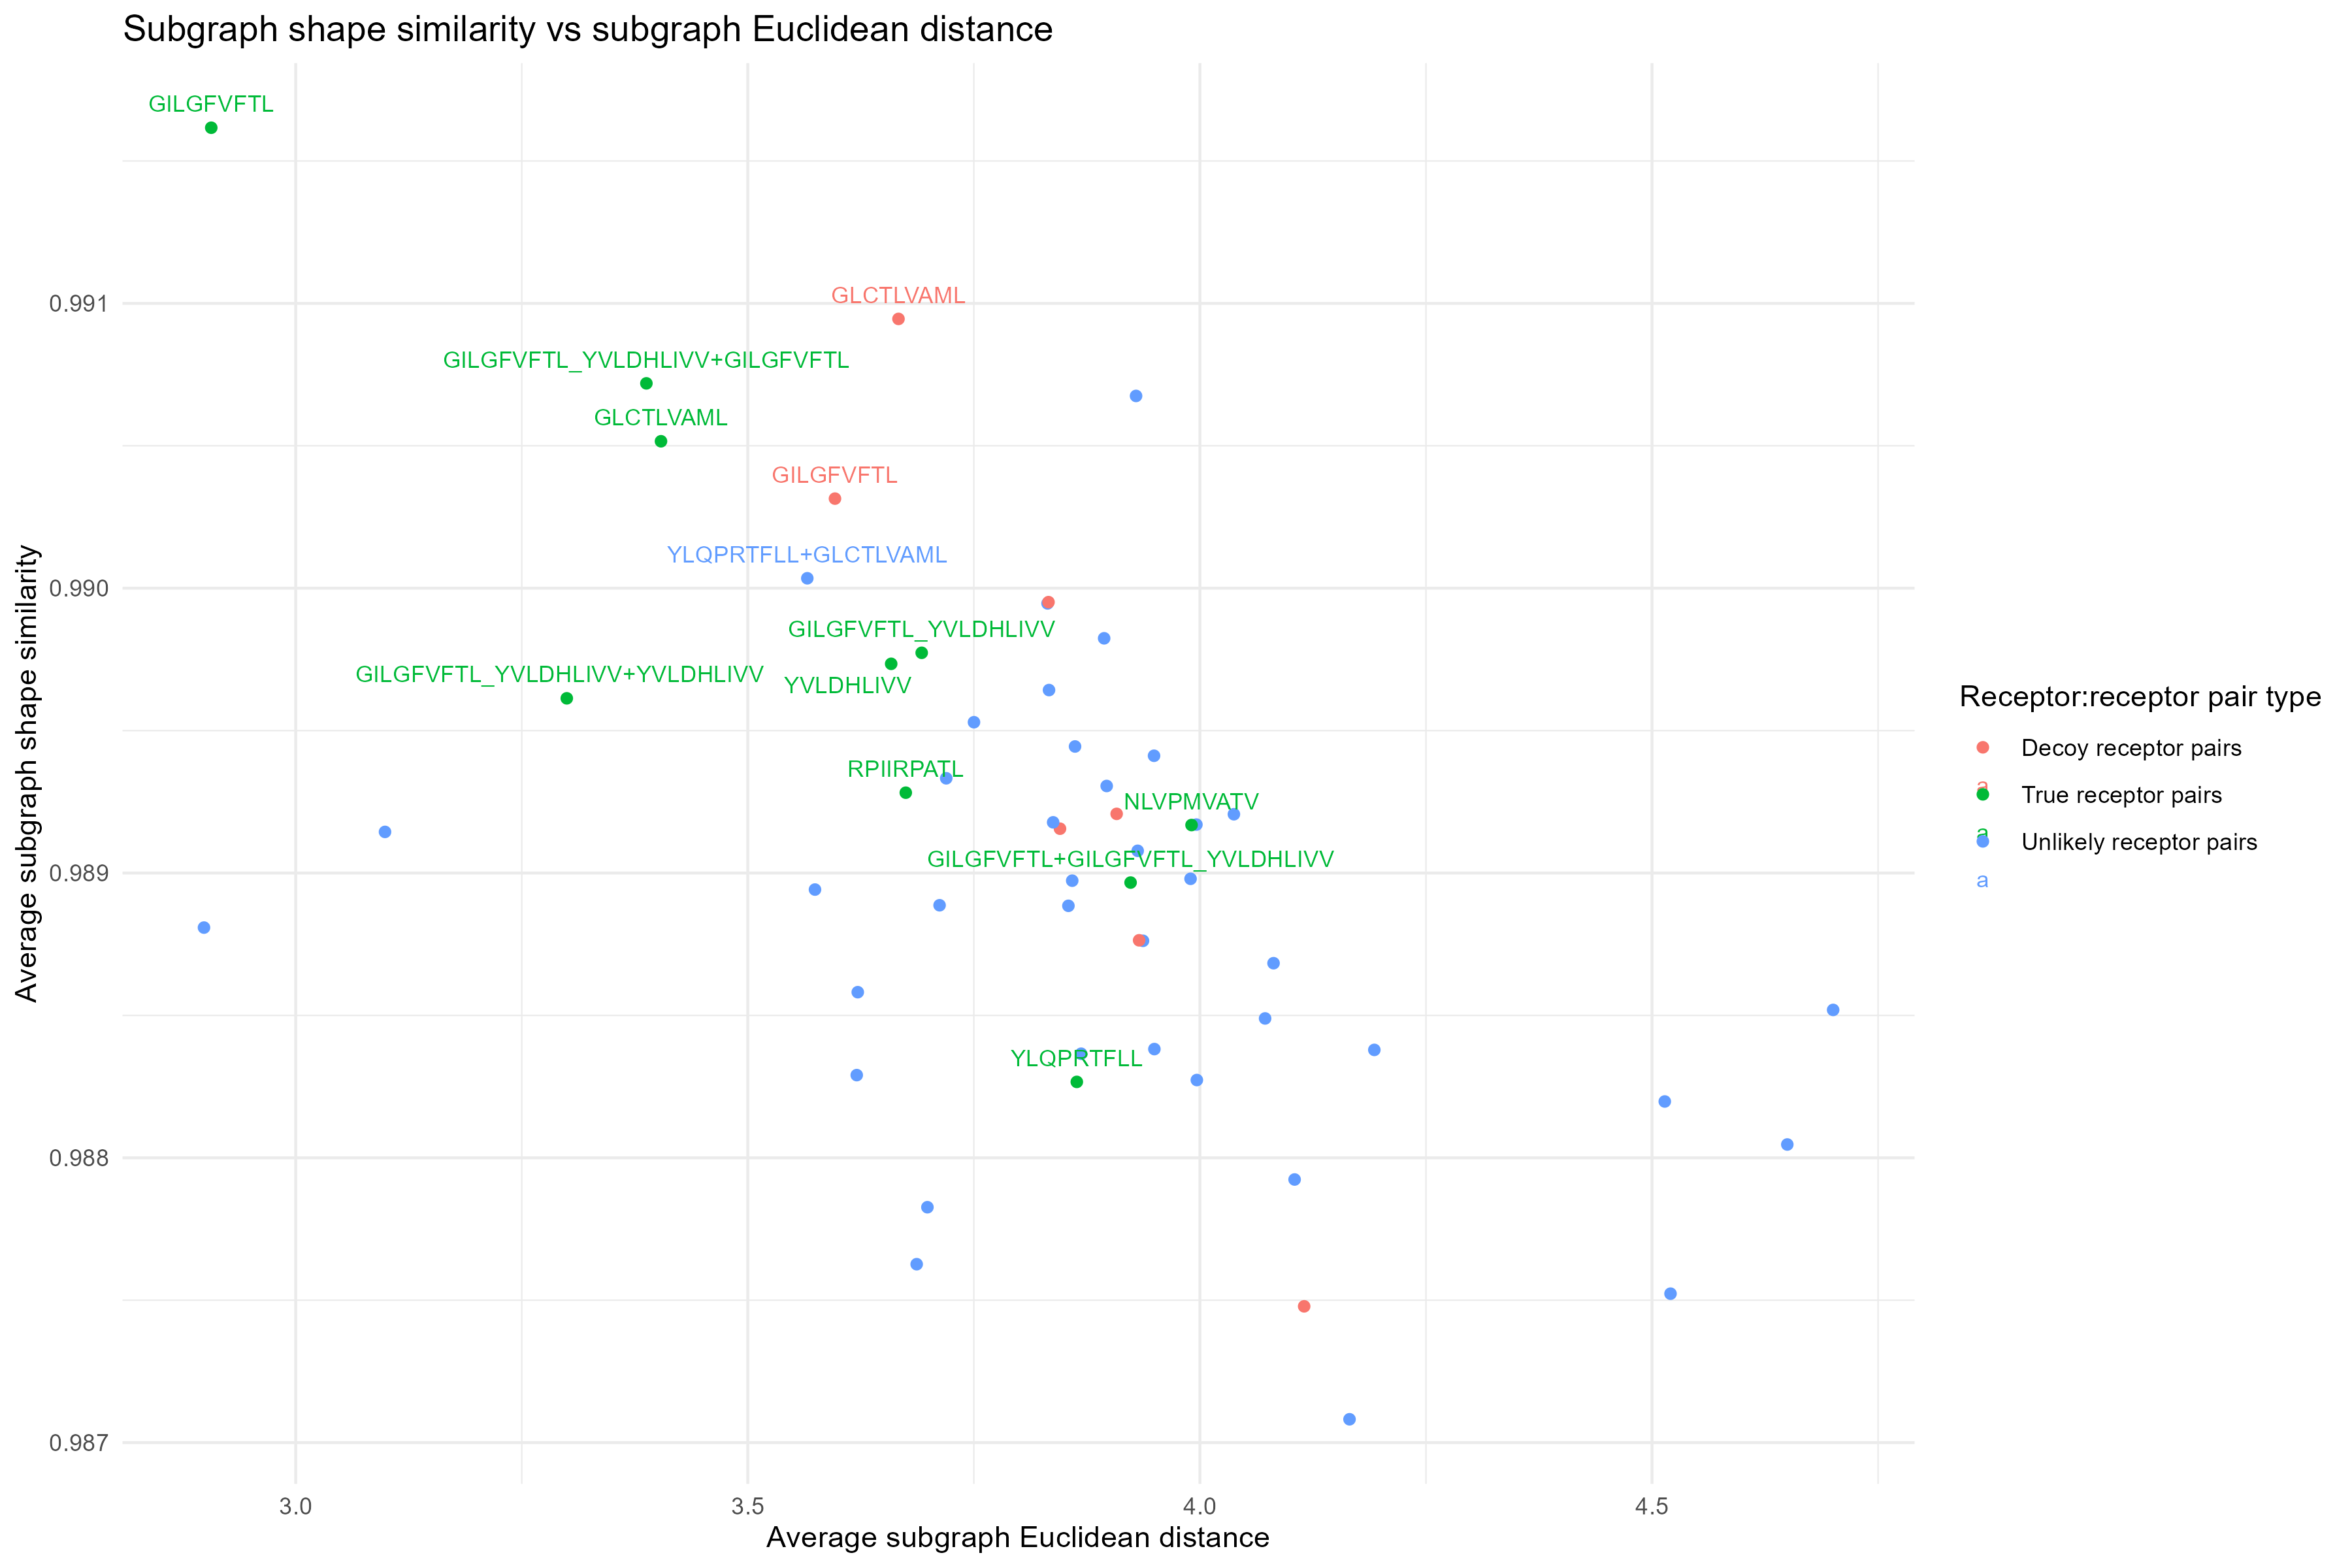 Subgraph shape similarity vs subgraph Euclidean distance
GILGFVFTL
GLCTLVAML
0.991
GILGFVFTL_YVLDHLIVV+GILGFVFTL
GLCTLVAML
GILGFVFTL
YLQPRTFLL+GLCTLVAML
0.990
GILGFVFTL_YVLDHLIVV
GILGFVFTL_YVLDHLIVV+YVLDHLIVV
YVLDHLIVV
RPIIRPATL
NLVPMVATV
GILGFVFTL+GILGFVFTL_YVLDHLIVV
0.989
YLQPRTFLL
0.988
0.987
Average subgraph shape similarity
3.0
3.5
4.0
4.5
Average subgraph Euclidean distance
Receptor:receptor pair type
Decoy receptor pairs
a
True receptor pairs
a
Unlikely receptor pairs
a